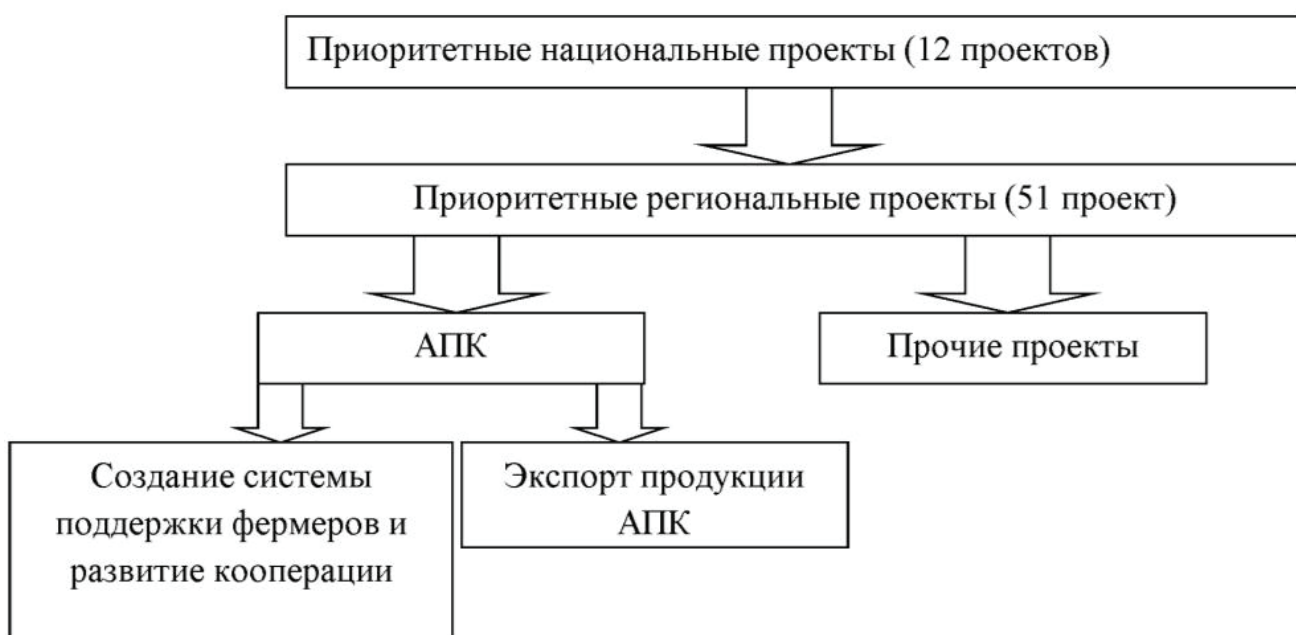 Приоритетные национальные проекты (12 проектов)
Приоритетные региональные проекты (51 проект)
АПК
Прочие проекты
Создание системы
поддержки фермеров и
развитие кооперации
Экспорт продукции
АПК